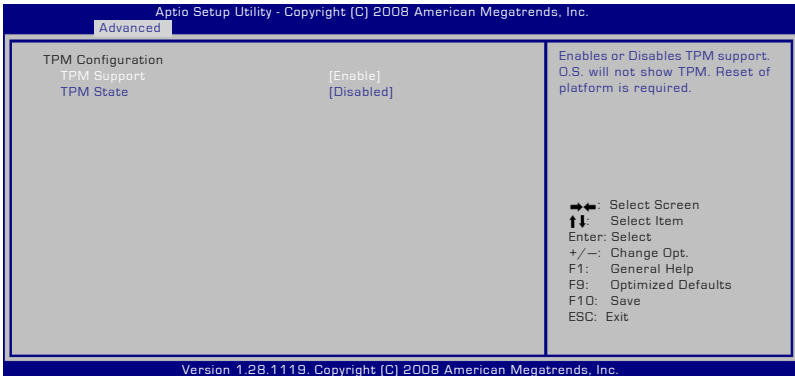 Aptio Setup Utility - Copyright (C) 2008 American Megatrends, Inc.
Advanced
TPM Configuration
TPM Support [Enable]
TPM State [Disabled]
Enables or Disables TPM support.
O.S. will not show TPM. Reset of
platform is required.
➡⬅: Select Screen
⬆⬇: Select Item
Enter: Select
+/—: Change Opt.
F1: General Help
F9: Optimized Defaults
F10: Save
ESC: Exit
Version 1.28.1119. Copyright (C) 2008 American Megatrends, Inc.